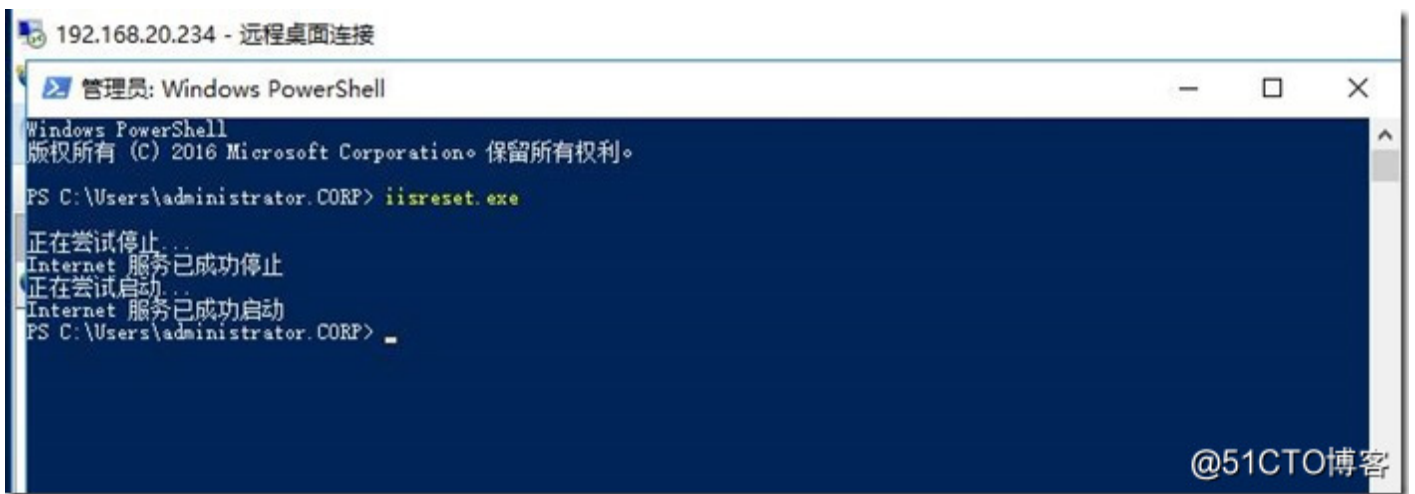 192.168.20.234 - 远程桌面连接
管理员: Windows PowerShell
Windows PowerShell
版权所有 (C) 2016 Microsoft Corporation。保留所有权利。
PS C:\Users\administrator.CORP> iisreset.exe
正在尝试停止...
Internet 服务已成功停止
正在尝试启动...
Internet 服务已成功启动
PS C:\Users\administrator.CORP>
@51CTO博客